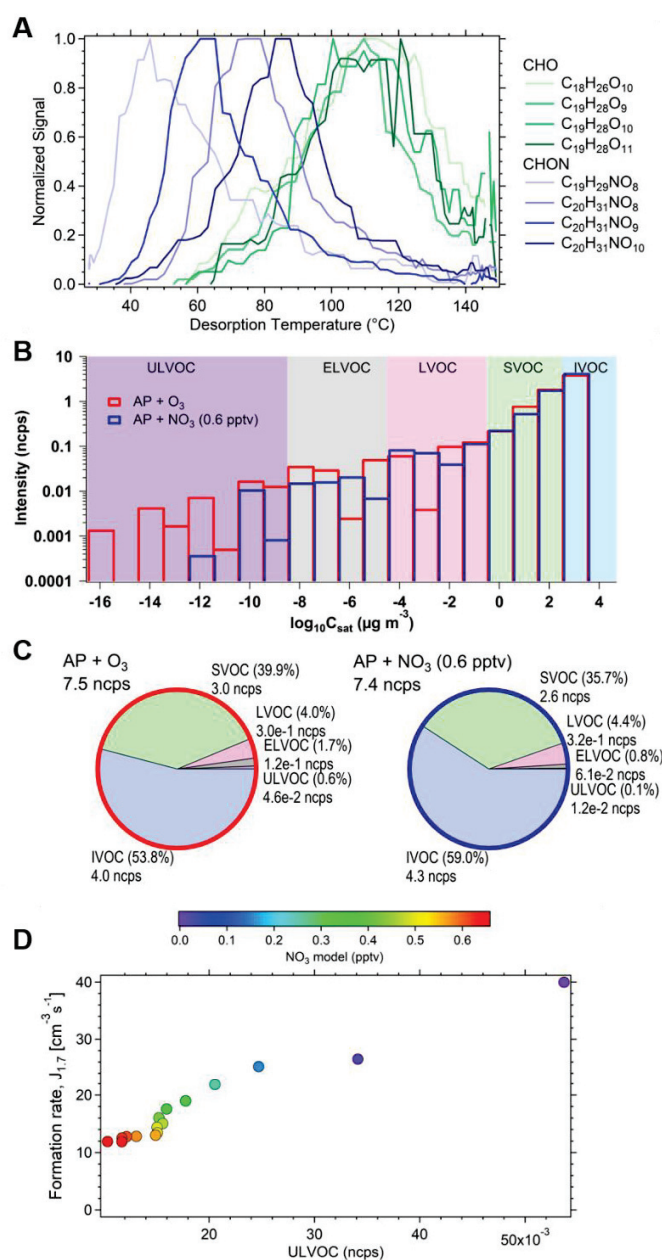 A
1.0
0.8
0.6
0.4
0.2
0.0
Normalized Signal
40
60
80
100
120
140
Desorption Temperature (°C)
CHO
C₁₈H₂₆O₁₀
C₁₉H₂₈O₉
C₁₉H₂₈O₁₀
C₁₉H₂₈O₁₁
CHON
C₁₉H₂₉NO₈
C₂₀H₃₁NO₈
C₂₀H₃₁NO₉
C₂₀H₃₁NO₁₀
B
10
1
0.1
0.01
0.001
0.0001
Intensity (ncps)
ULVOC
ELVOC
LVOC
SVOC
IVOC
AP + O₃
AP + NO₃ (0.6 pptv)
-16
-14
-12
-10
-8
-6
-4
-2
0
2
4
log₁₀C_sat (µg m⁻³)
C
AP + O₃
7.5 ncps
SVOC (39.9%)
3.0 ncps
LVOC (4.0%)
3.0e-1 ncps
ELVOC (1.7%)
1.2e-1 ncps
ULVOC (0.6%)
4.6e-2 ncps
IVOC (53.8%)
4.0 ncps
AP + NO₃ (0.6 pptv)
7.4 ncps
SVOC (35.7%)
2.6 ncps
LVOC (4.4%)
3.2e-1 ncps
ELVOC (0.8%)
6.1e-2 ncps
ULVOC (0.1%)
1.2e-2 ncps
IVOC (59.0%)
4.3 ncps
0.0
0.1
0.2
0.3
0.4
0.5
0.6
NO₃ model (pptv)
D
40
30
20
10
0
Formation rate, J₁.₇ [cm⁻³ s⁻¹]
20
30
40
50x10⁻³
ULVOC (ncps)